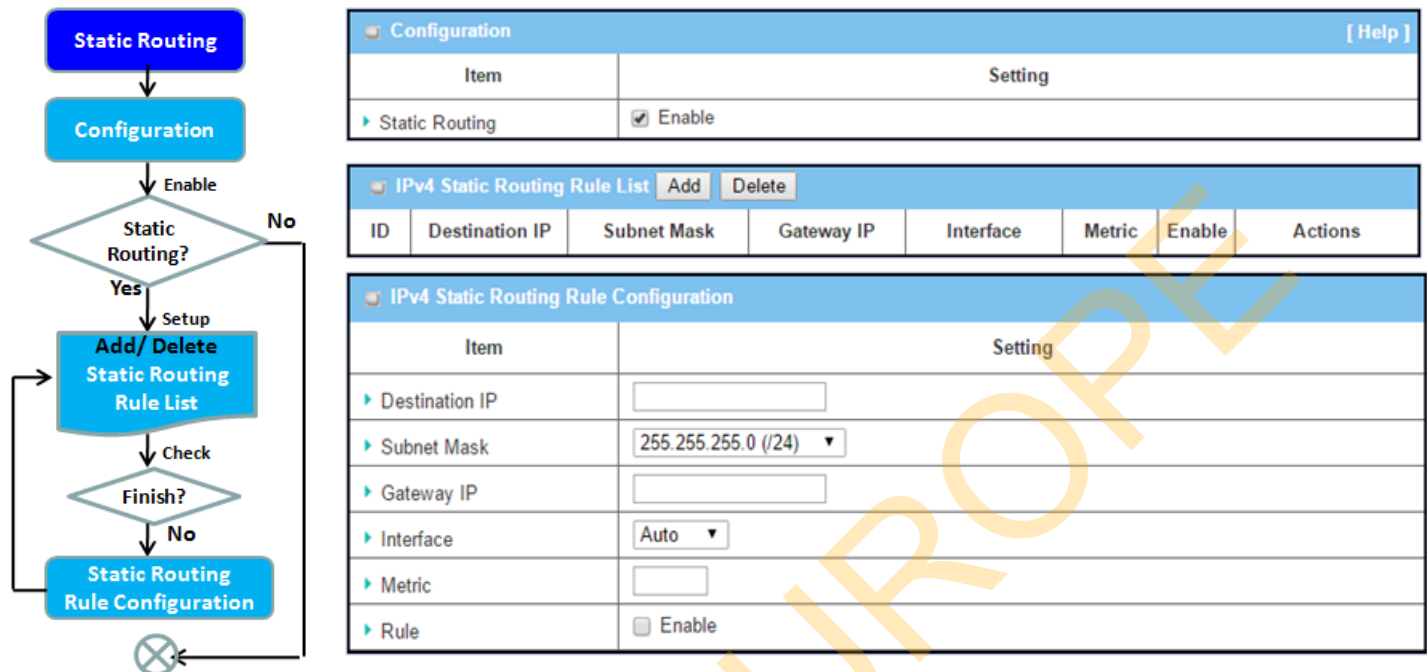 Static Routing
Configuration
Enable
Static
Routing?
No
Yes
Setup
Add/ Delete
Static Routing
Rule List
Check
Finish?
No
Static Routing
Rule Configuration
Configuration [ Help ]
Item Setting
Static Routing Enable
IPv4 Static Routing Rule List Add Delete
ID Destination IP Subnet Mask Gateway IP Interface Metric Enable Actions
IPv4 Static Routing Rule Configuration
Item Setting
Destination IP
Subnet Mask 255.255.255.0 (/24)
Gateway IP
Interface Auto
Metric
Rule Enable
UROPE